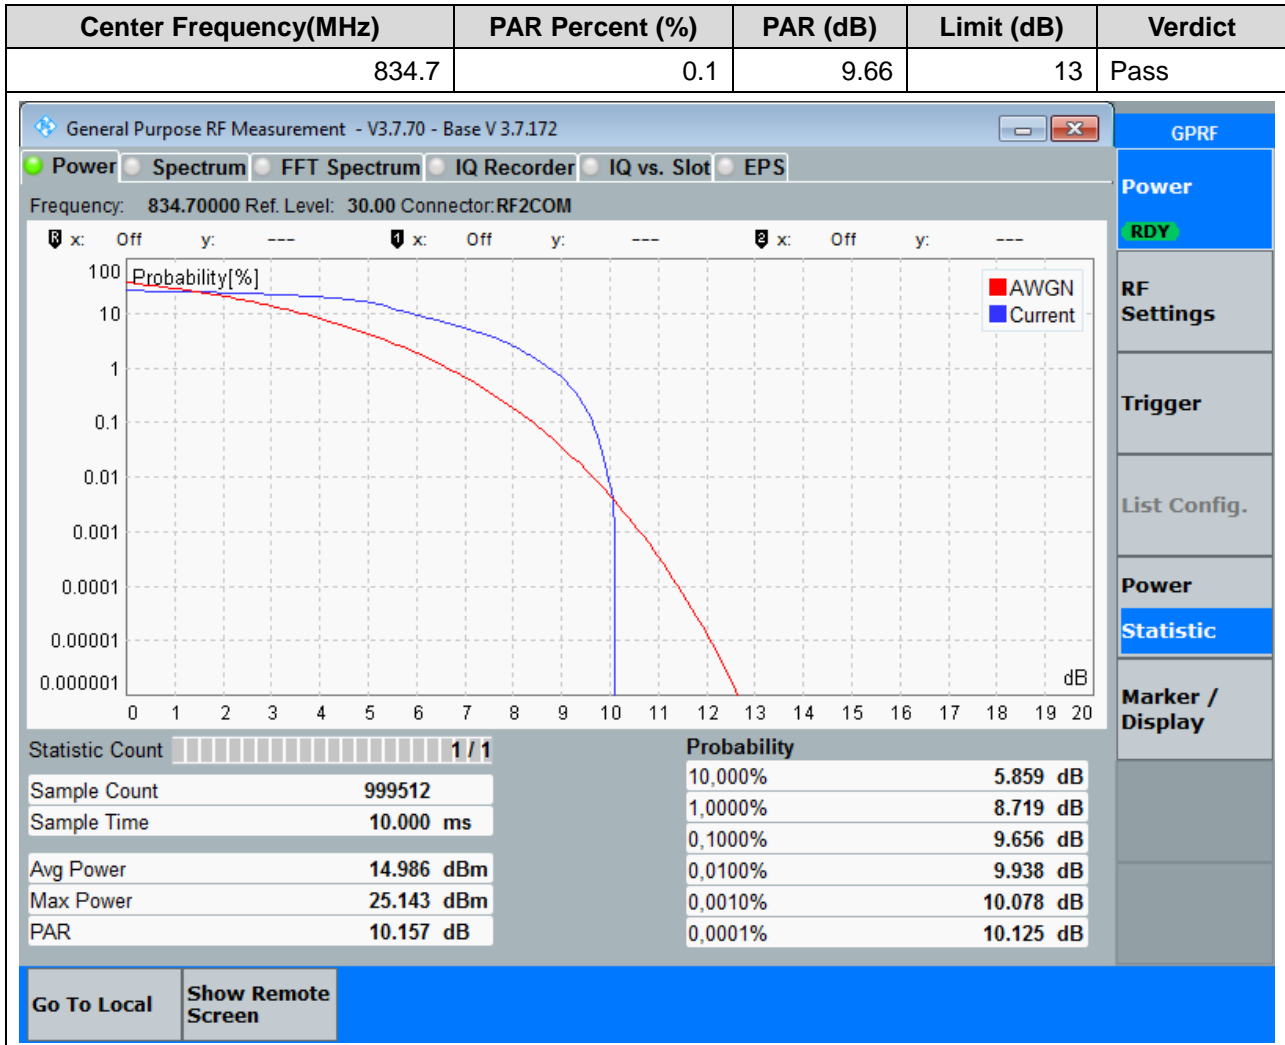 Center Frequency(MHz) PAR Percent (%) PAR (dB) Limit (dB) Verdict
834.7 0.1 9.66 13 Pass
General Purpose RF Measurement - V3.7.70 - Base V 3.7.172
GPRF
Power Spectrum FFT Spectrum IQ Recorder IQ vs. Slot EPS
Power
RDY
Frequency: 834.70000 Ref. Level: 30.00 Connector:RF2COM
R x: Off y: --- 1 x: Off y: --- 2 x: Off y: ---
Probability[%]
AWGN
Current
100
10
1
0.1
0.01
0.001
0.0001
0.00001
0.000001
dB
0 1 2 3 4 5 6 7 8 9 10 11 12 13 14 15 16 17 18 19 20
RF
Settings
Trigger
List Config.
Power
Statistic
Marker /
Display
Statistic Count 1 / 1
Sample Count 999512
Sample Time 10.000 ms
Avg Power 14.986 dBm
Max Power 25.143 dBm
PAR 10.157 dB
Probability
10,000% 5.859 dB
1,0000% 8.719 dB
0,1000% 9.656 dB
0,0100% 9.938 dB
0,0010% 10.078 dB
0,0001% 10.125 dB
Go To Local
Show Remote
Screen